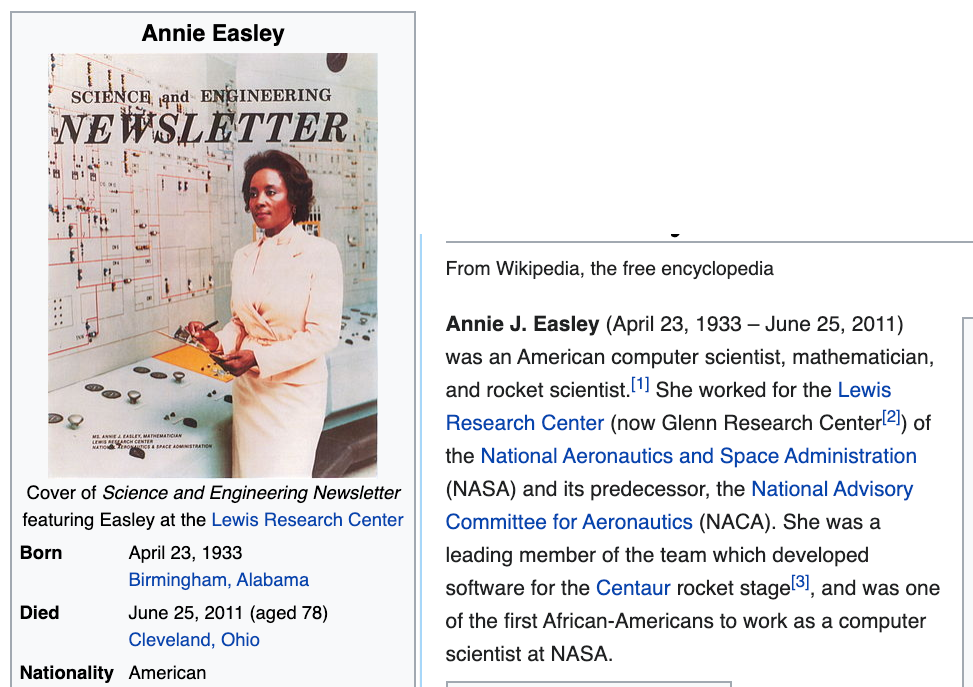 Annie Easley
SCIENCE and ENGINEERING
NEWSLETTER
MS. ANNIE J. EASLEY, MATHEMATICIAN
LEWIS RESEARCH CENTER
NATIONAL AERONAUTICS & SPACE ADMINISTRATION
Cover of Science and Engineering Newsletter
featuring Easley at the Lewis Research Center
Born April 23, 1933
Birmingham, Alabama
Died June 25, 2011 (aged 78)
Cleveland, Ohio
Nationality American
From Wikipedia, the free encyclopedia
Annie J. Easley (April 23, 1933 – June 25, 2011)
was an American computer scientist, mathematician,
and rocket scientist.[1] She worked for the Lewis
Research Center (now Glenn Research Center[2]) of
the National Aeronautics and Space Administration
(NASA) and its predecessor, the National Advisory
Committee for Aeronautics (NACA). She was a
leading member of the team which developed
software for the Centaur rocket stage[3], and was one
of the first African-Americans to work as a computer
scientist at NASA.